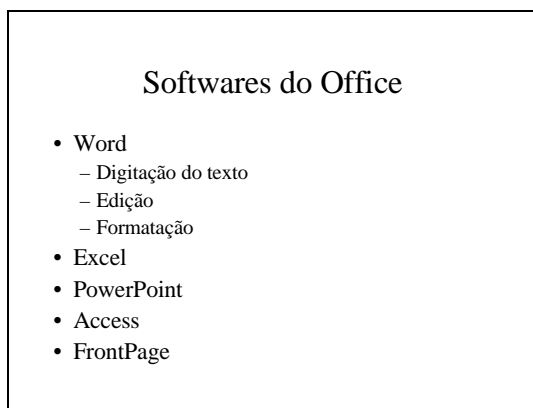 Softwares do Office
• Word
– Digitação do texto
– Edição
– Formatação
• Excel
• PowerPoint
• Access
• FrontPage